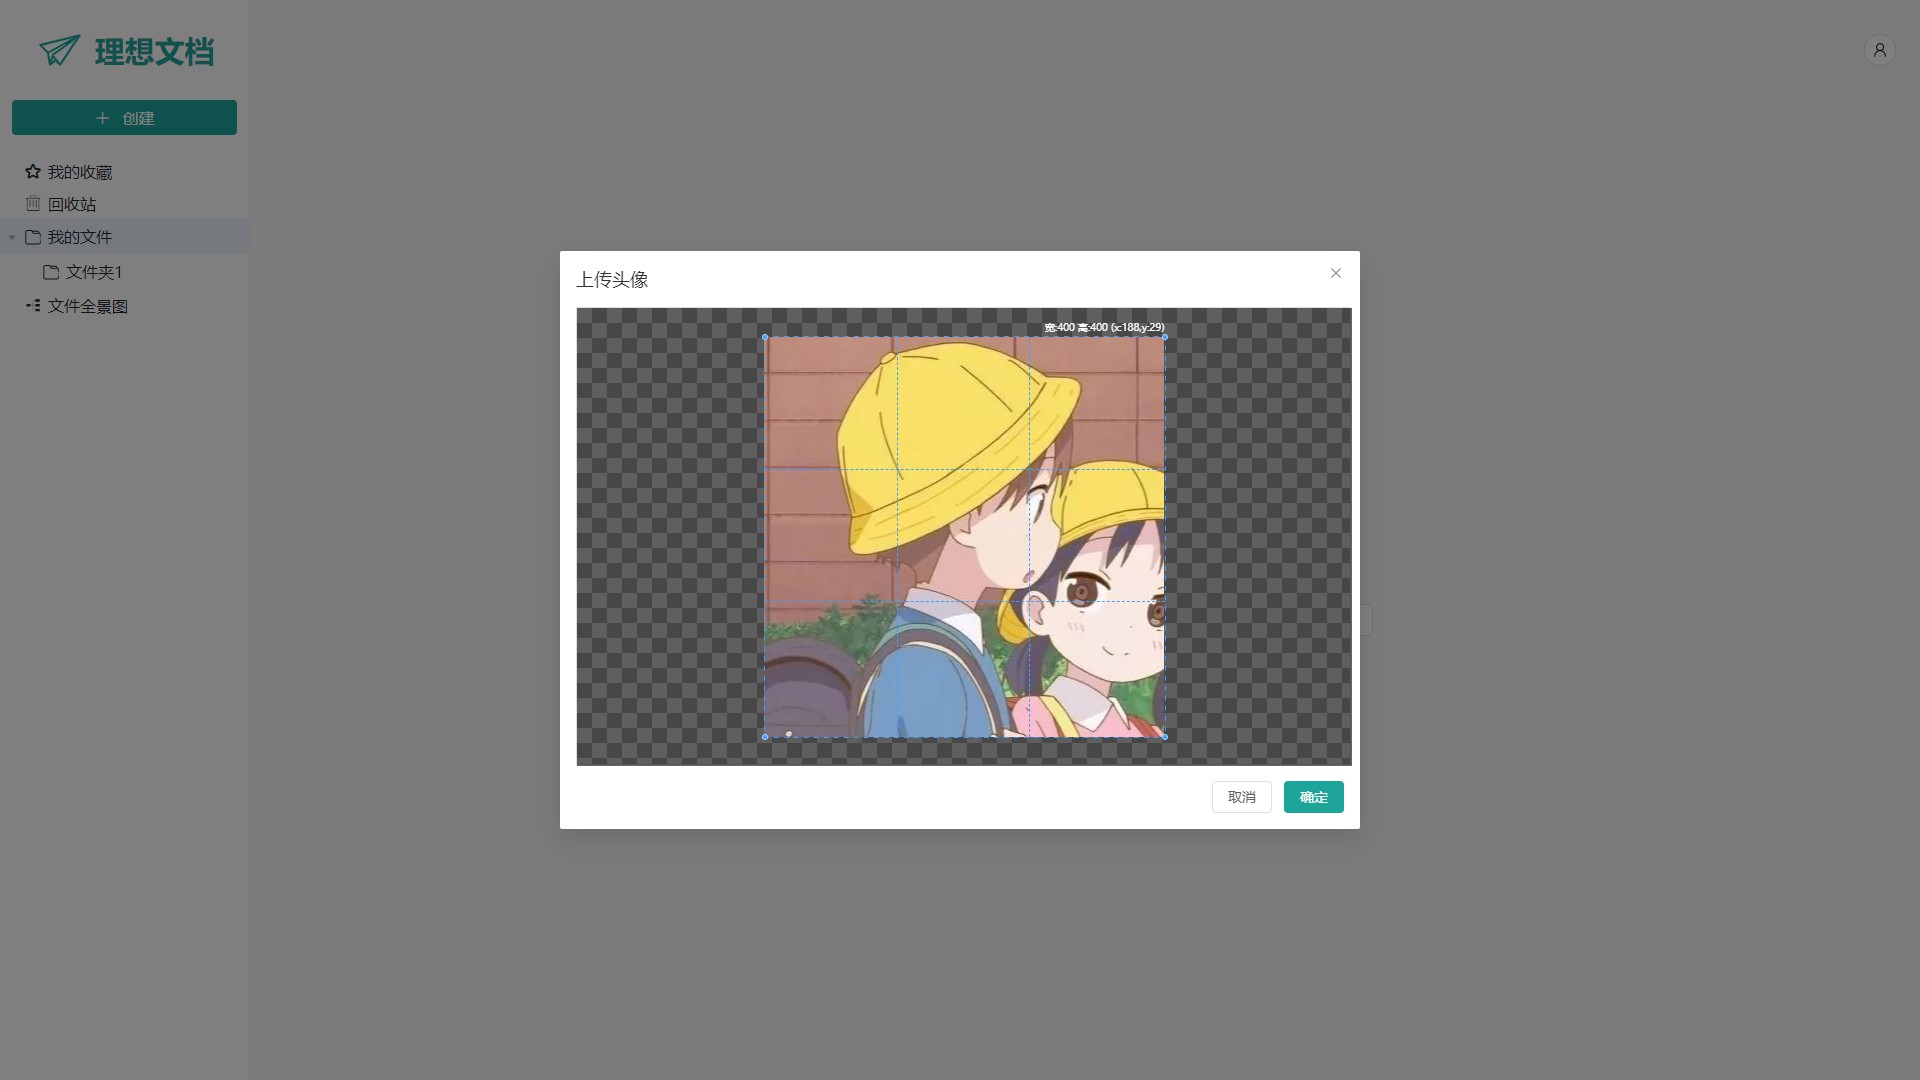 理想文档
创建
我的收藏
回收站
我的文件
文件夹1
文件全景图
上传头像
宽:400 高:400 (x:188,y:29)
取消
确定